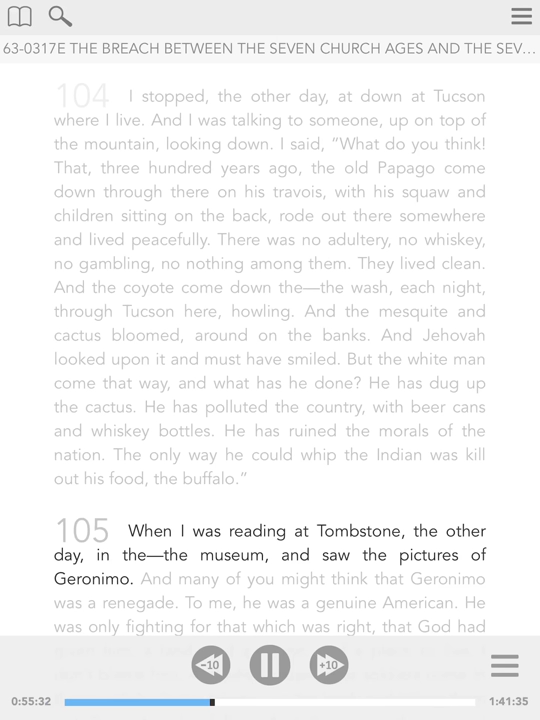 63-0317E THE BREACH BETWEEN THE SEVEN CHURCH AGES AND THE SEV...
104 I stopped, the other day, at down at Tucson
where I live. And I was talking to someone, up on top of
the mountain, looking down. I said, “What do you think!
That, three hundred years ago, the old Papago come
down through there on his travois, with his squaw and
children sitting on the back, rode out there somewhere
and lived peacefully. There was no adultery, no whiskey,
no gambling, no nothing among them. They lived clean.
And the coyote come down the—the wash, each night,
through Tucson here, howling. And the mesquite and
cactus bloomed, around on the banks. And Jehovah
looked upon it and must have smiled. But the white man
come that way, and what has he done? He has dug up
the cactus. He has polluted the country, with beer cans
and whiskey bottles. He has ruined the morals of the
nation. The only way he could whip the Indian was kill
out his food, the buffalo.”
105 When I was reading at Tombstone, the other
day, in the—the museum, and saw the pictures of
Geronimo. And many of you might think that Geronimo
was a renegade. To me, he was a genuine American. He
was only fighting for that which was right, that God had
-10
+10
0:55:32
1:41:35